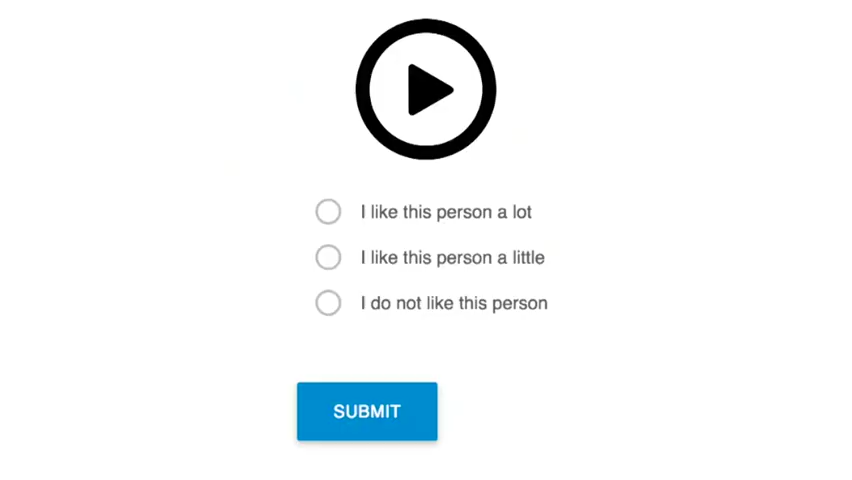 I like this person a lot
I like this person a little
I do not like this person
SUBMIT